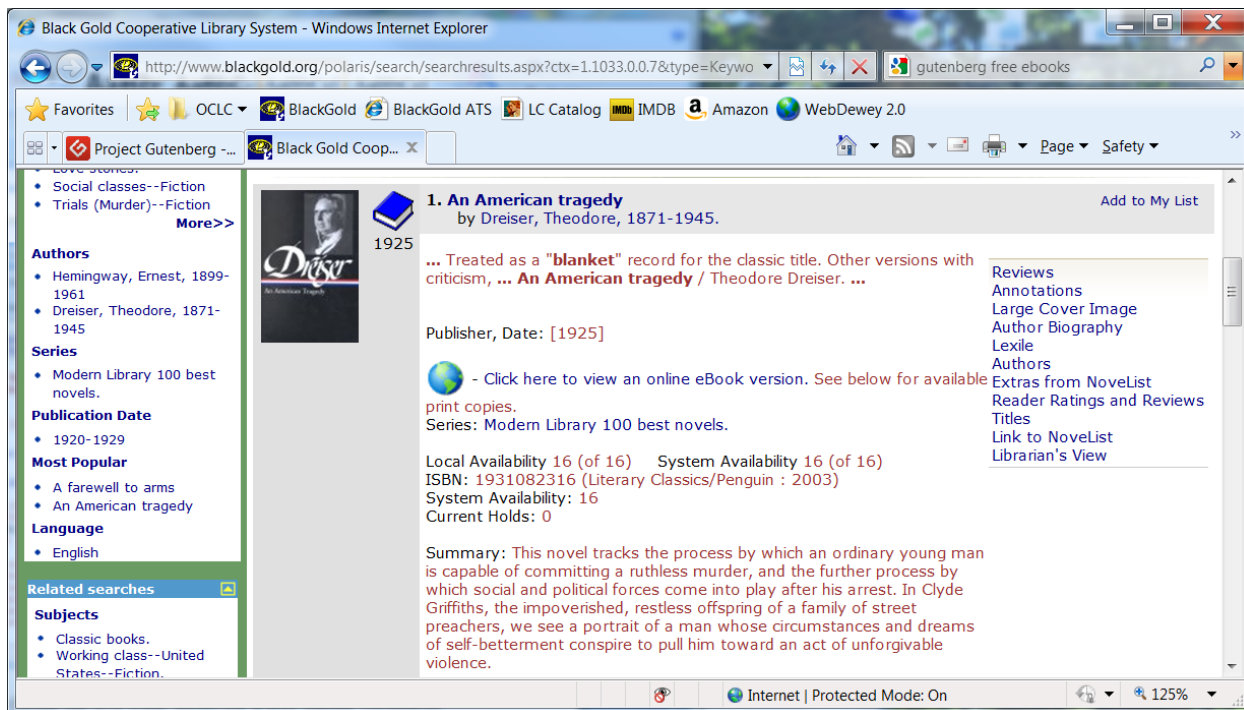 Black Gold Cooperative Library System - Windows Internet Explorer
http://www.blackgold.org/polaris/search/searchresults.aspx?ctx=1.1033.0.0.7&type=Keywo
gutenberg free ebooks
Favorites OCLC BlackGold BlackGold ATS LC Catalog IMDb IMDB a Amazon WebDewey 2.0
Project Gutenberg -... Black Gold Coop... X Page Safety »
Love stories.
Social classes--Fiction
Trials (Murder)--Fiction
More>>
Authors
Hemingway, Ernest, 1899-
1961
Dreiser, Theodore, 1871-
1945
Series
Modern Library 100 best
novels.
Publication Date
1920-1929
Most Popular
A farewell to arms
An American tragedy
Language
English
Related searches
Subjects
Classic books.
Working class--United
States--Fiction.
Dreiser
An American Tragedy
1925
1. An American tragedy
by Dreiser, Theodore, 1871-1945.
Add to My List
... Treated as a "blanket" record for the classic title. Other versions with
criticism, ... An American tragedy / Theodore Dreiser. ...
Publisher, Date: [1925]
- Click here to view an online eBook version. See below for available
print copies.
Series: Modern Library 100 best novels.
Local Availability 16 (of 16) System Availability 16 (of 16)
ISBN: 1931082316 (Literary Classics/Penguin : 2003)
System Availability: 16
Current Holds: 0
Summary: This novel tracks the process by which an ordinary young man
is capable of committing a ruthless murder, and the further process by
which social and political forces come into play after his arrest. In Clyde
Griffiths, the impoverished, restless offspring of a family of street
preachers, we see a portrait of a man whose circumstances and dreams
of self-betterment conspire to pull him toward an act of unforgivable
violence.
Reviews
Annotations
Large Cover Image
Author Biography
Lexile
Authors
Extras from NoveList
Reader Ratings and Reviews
Titles
Link to NoveList
Librarian's View
Internet | Protected Mode: On
125%